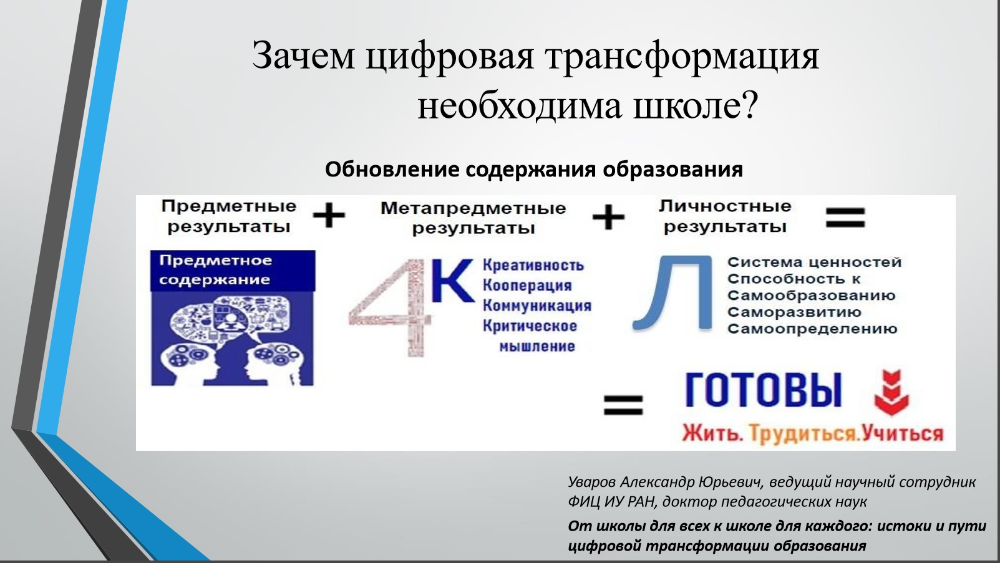 Зачем цифровая трансформация
необходима школе?
Обновление содержания образования
Предметные
результаты
+
Метапредметные
результаты
+
Личностные
результаты
=
Предметное
содержание
4К
Креативность
Кооперация
Коммуникация
Критическое
мышление
Л
Система ценностей
Способность к
Самообразованию
Саморазвитию
Самоопределению
=
ГОТОВЫ
Жить. Трудиться.Учиться
Уваров Александр Юрьевич, ведущий научный сотрудник
ФИЦ ИУ РАН, доктор педагогических наук
От школы для всех к школе для каждого: истоки и пути
цифровой трансформации образования